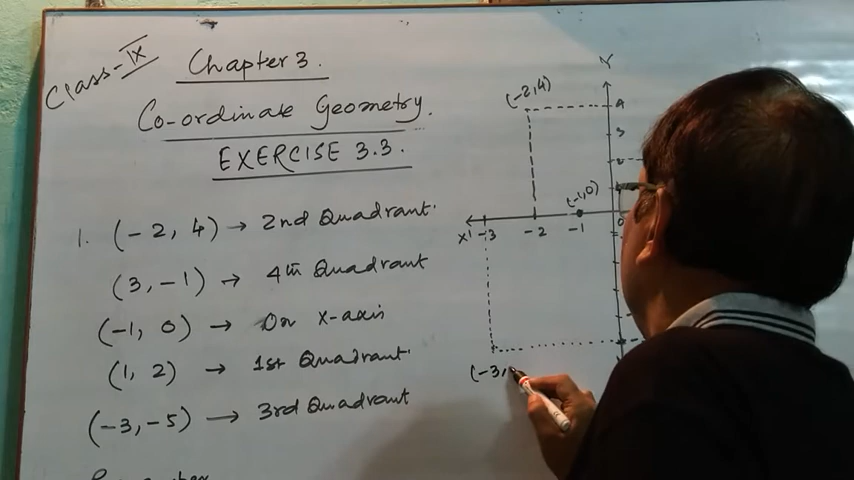 Class-IX
Chapter 3.
Co-ordinate Geometry.
EXERCISE 3.3.
1. (-2, 4) → 2nd Quadrant.
(3, -1) → 4th Quadrant
(-1, 0) → On x-axis
(1, 2) → 1st Quadrant.
(-3, -5) → 3rd Quadrant
Y
(-2,4)
4
3
(-1,0)
X' -3 -2 -1 0
(-3,